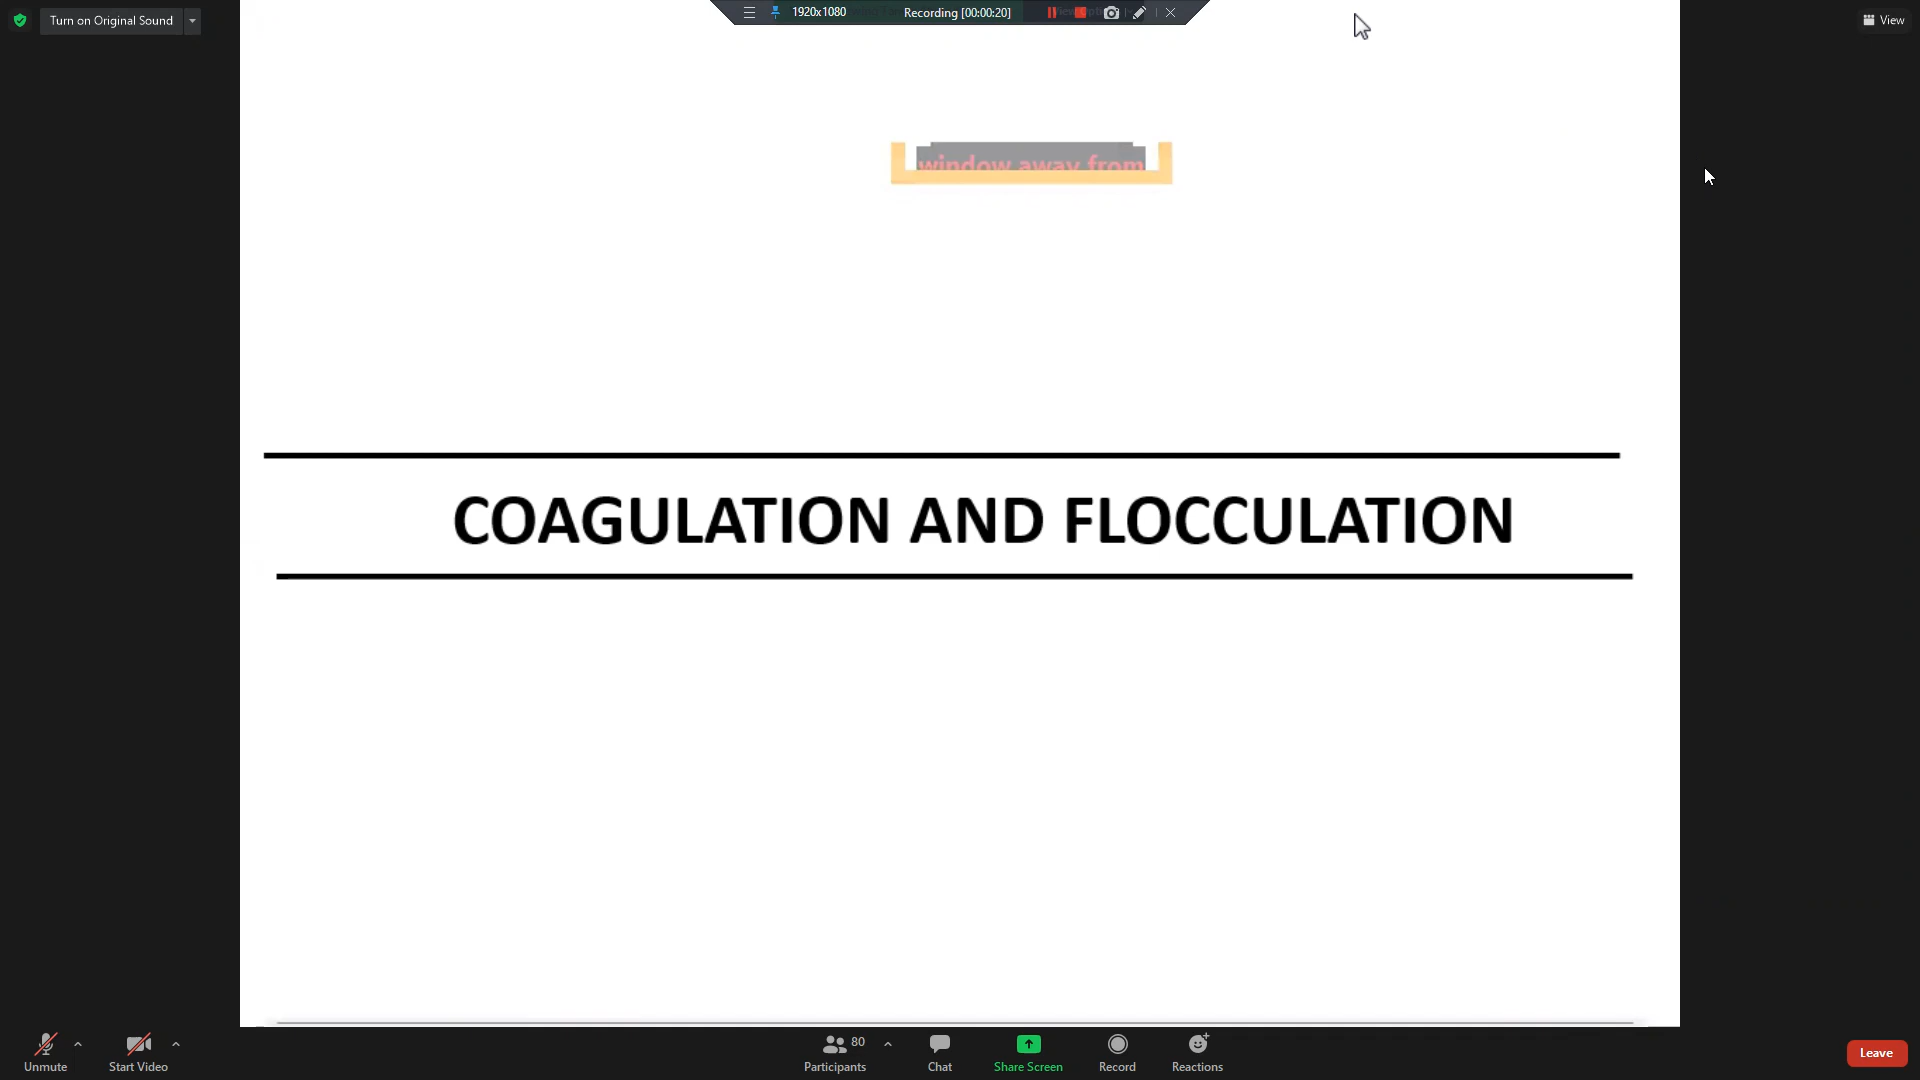 Turn on Original Sound
1920x1080
Recording [00:00:20]
View
window away from
COAGULATION AND FLOCCULATION
Unmute
Start Video
80
Participants
Chat
Share Screen
Record
Reactions
Leave